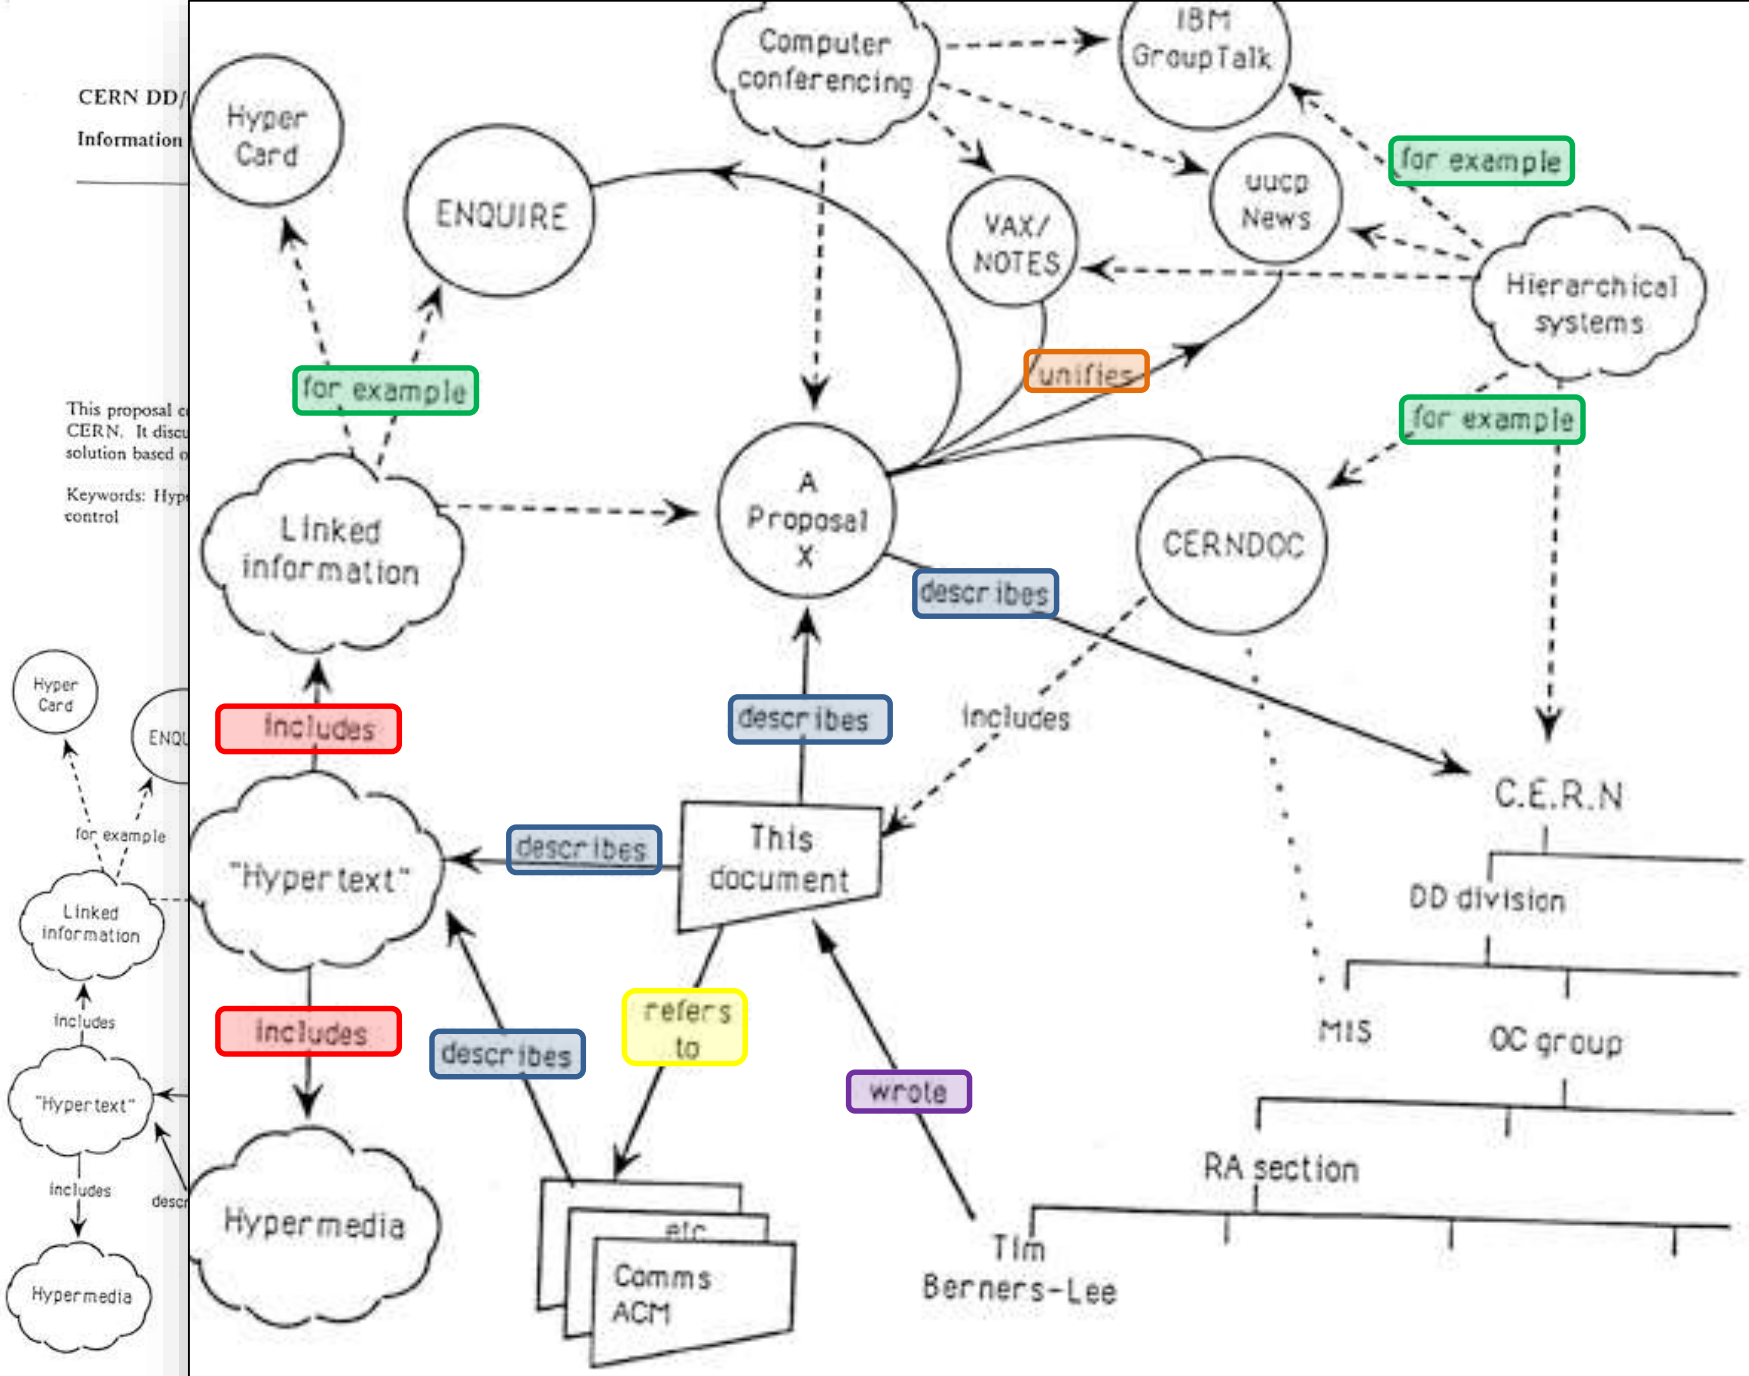 CERN DD/
Information
This proposal
CERN. It discu
solution based o
Keywords: Hype
control
Hyper
Card
ENQU
for example
Linked
information
includes
"Hypertext"
includes
descr
Hypermedia
Computer
conferencing
IBM
GroupTalk
Hyper
Card
for example
ENQUIRE
uucp
News
VAX/
NOTES
Hierarchical
systems
unifies
for example
for example
A
Proposal
X
Linked
information
CERNDOC
describes
includes
describes
includes
C.E.R.N
describes
This
document
"Hypertext"
DD division
refers
to
includes
describes
MIS
OC group
wrote
RA section
Hypermedia
etc
Tim
Berners-Lee
Comms
ACM